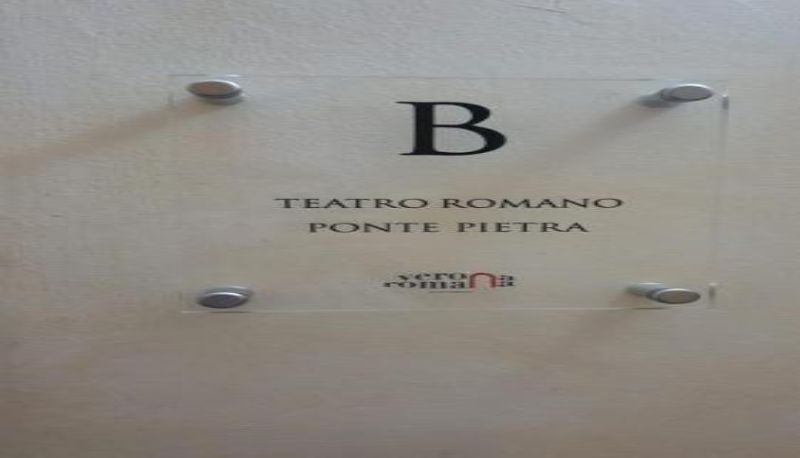 B
TEATRO ROMANO
PONTE PIETRA
verona
romana